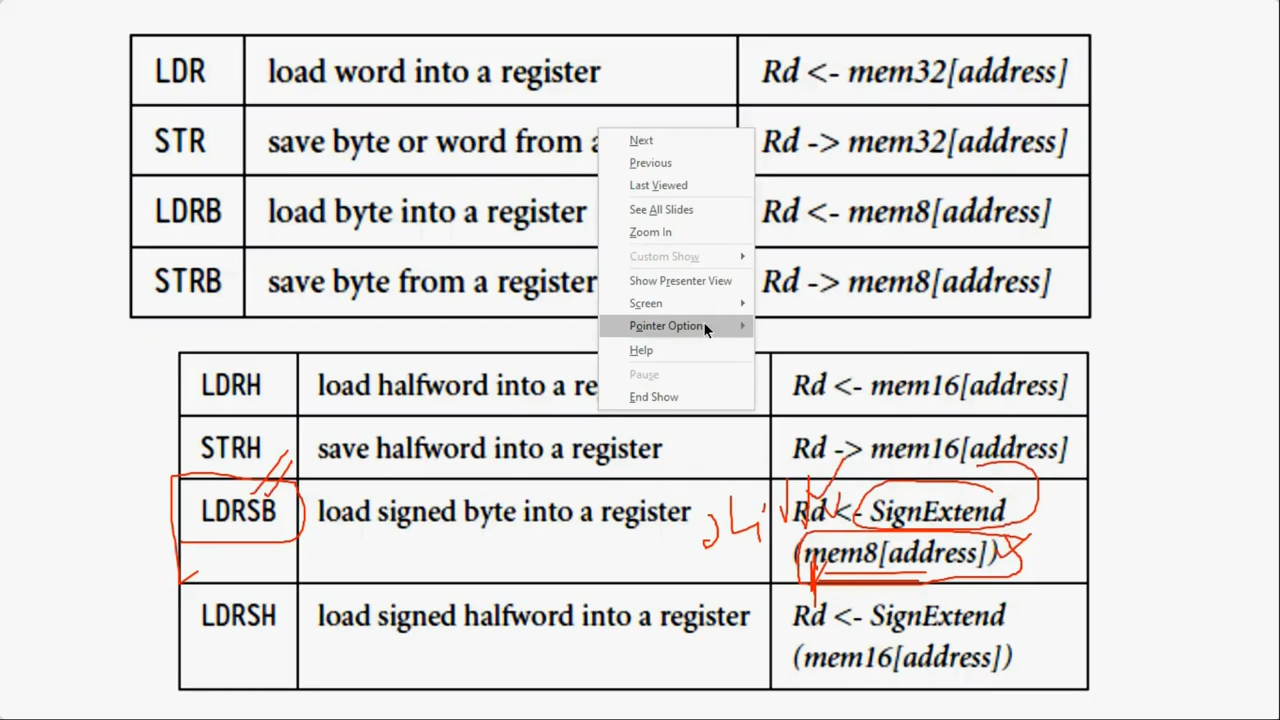 LDR load word into a register Rd <- mem32[address]
STR save byte or word from a Rd -> mem32[address]
LDRB load byte into a register Rd <- mem8[address]
STRB save byte from a register Rd -> mem8[address]
Next
Previous
Last Viewed
See All Slides
Zoom In
Custom Show
Show Presenter View
Screen
Pointer Option
Help
Pause
End Show
LDRH load halfword into a re Rd <- mem16[address]
STRH save halfword into a register Rd -> mem16[address]
LDRSB load signed byte into a register Rd <- SignExtend
(mem8[address])
LDRSH load signed halfword into a register Rd <- SignExtend
(mem16[address])